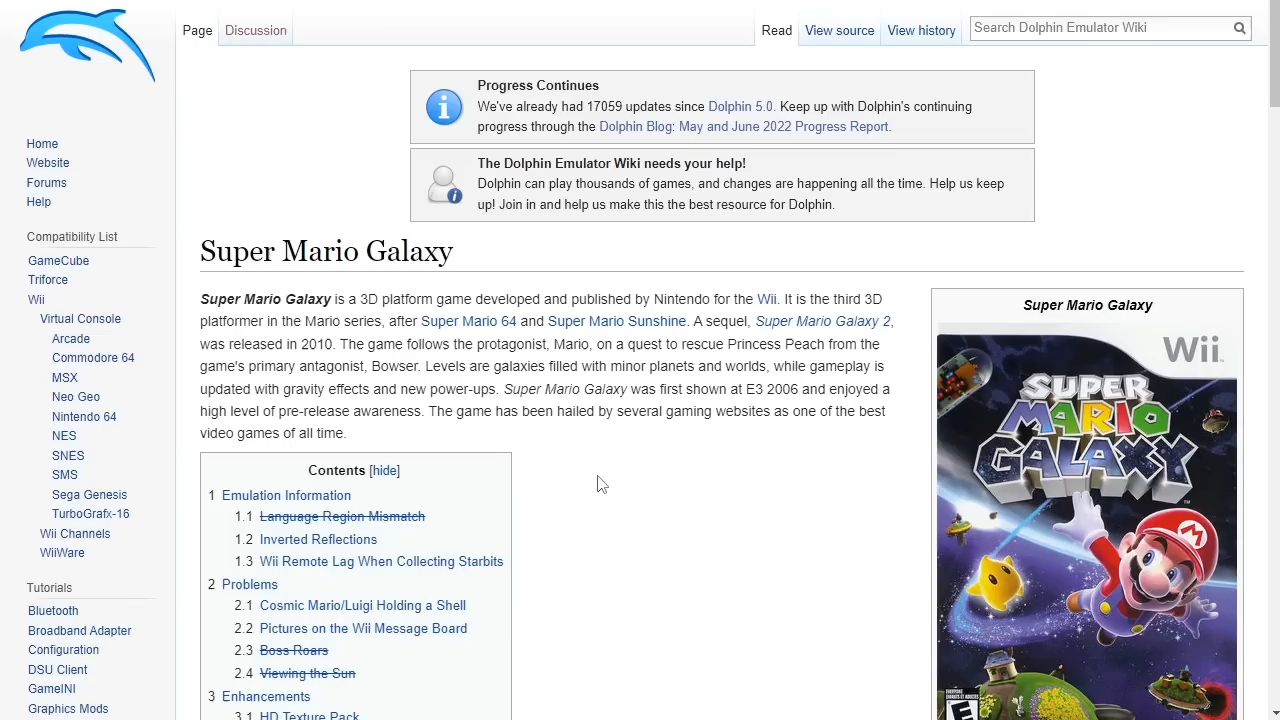 Page
Discussion
Read
View source
View history
Search Dolphin Emulator Wiki
Progress Continues
We've already had 17059 updates since Dolphin 5.0. Keep up with Dolphin's continuing
progress through the Dolphin Blog: May and June 2022 Progress Report.
The Dolphin Emulator Wiki needs your help!
Dolphin can play thousands of games, and changes are happening all the time. Help us keep
up! Join in and help us make this the best resource for Dolphin.
Home
Website
Forums
Help
Compatibility List
GameCube
Triforce
Wii
Virtual Console
Arcade
Commodore 64
MSX
Neo Geo
Nintendo 64
NES
SNES
SMS
Sega Genesis
TurboGrafx-16
Wii Channels
WiiWare
Tutorials
Bluetooth
Broadband Adapter
Configuration
DSU Client
GameINI
Graphics Mods
Super Mario Galaxy
Super Mario Galaxy is a 3D platform game developed and published by Nintendo for the Wii. It is the third 3D
platformer in the Mario series, after Super Mario 64 and Super Mario Sunshine. A sequel, Super Mario Galaxy 2,
was released in 2010. The game follows the protagonist, Mario, on a quest to rescue Princess Peach from the
game's primary antagonist, Bowser. Levels are galaxies filled with minor planets and worlds, while gameplay is
updated with gravity effects and new power-ups. Super Mario Galaxy was first shown at E3 2006 and enjoyed a
high level of pre-release awareness. The game has been hailed by several gaming websites as one of the best
video games of all time.
Contents [hide]
1 Emulation Information
1.1 Language Region Mismatch
1.2 Inverted Reflections
1.3 Wii Remote Lag When Collecting Starbits
2 Problems
2.1 Cosmic Mario/Luigi Holding a Shell
2.2 Pictures on the Wii Message Board
2.3 Boss Roars
2.4 Viewing the Sun
3 Enhancements
3.1 HD Texture Pack
Super Mario Galaxy
Wii
SUPER
MARIO
GALAXY
TM
M
EVERYONE
E